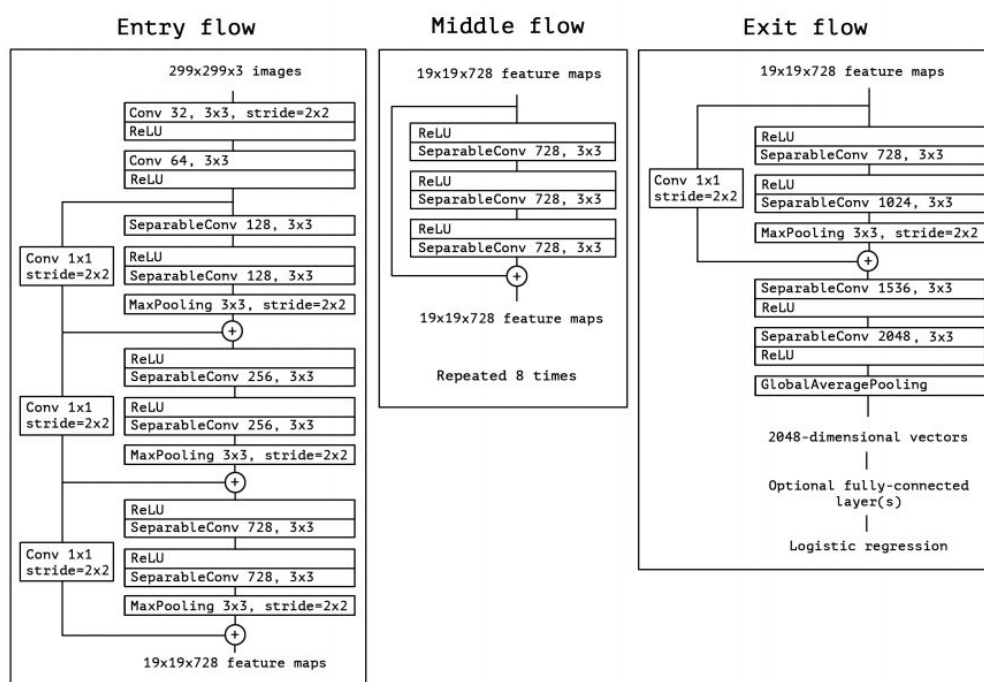 Entry flow
299x299x3 images
Conv 32, 3x3, stride=2x2
ReLU
Conv 64, 3x3
ReLU
SeparableConv 128, 3x3
Conv 1x1
stride=2x2
ReLU
SeparableConv 128, 3x3
MaxPooling 3x3, stride=2x2
+
ReLU
SeparableConv 256, 3x3
Conv 1x1
stride=2x2
ReLU
SeparableConv 256, 3x3
MaxPooling 3x3, stride=2x2
+
ReLU
SeparableConv 728, 3x3
Conv 1x1
stride=2x2
ReLU
SeparableConv 728, 3x3
MaxPooling 3x3, stride=2x2
+
19x19x728 feature maps
Middle flow
19x19x728 feature maps
ReLU
SeparableConv 728, 3x3
ReLU
SeparableConv 728, 3x3
ReLU
SeparableConv 728, 3x3
+
19x19x728 feature maps
Repeated 8 times
Exit flow
19x19x728 feature maps
ReLU
SeparableConv 728, 3x3
Conv 1x1
stride=2x2
ReLU
SeparableConv 1024, 3x3
MaxPooling 3x3, stride=2x2
+
SeparableConv 1536, 3x3
ReLU
SeparableConv 2048, 3x3
ReLU
GlobalAveragePooling
2048-dimensional vectors
Optional fully-connected
layer(s)
Logistic regression